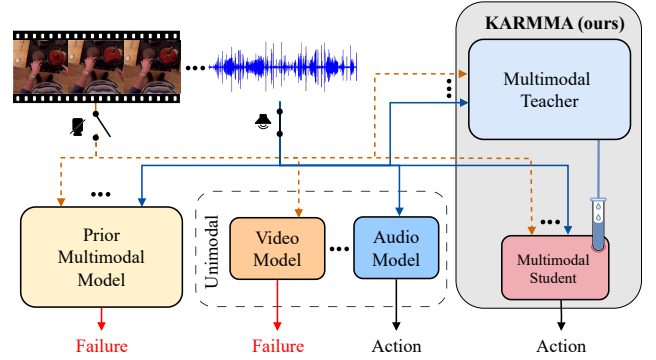 KARMMA (ours)
Multimodal
Teacher
Prior
Multimodal
Model
Unimodal
Video
Model
Audio
Model
Multimodal
Student
Failure
Failure
Action
Action